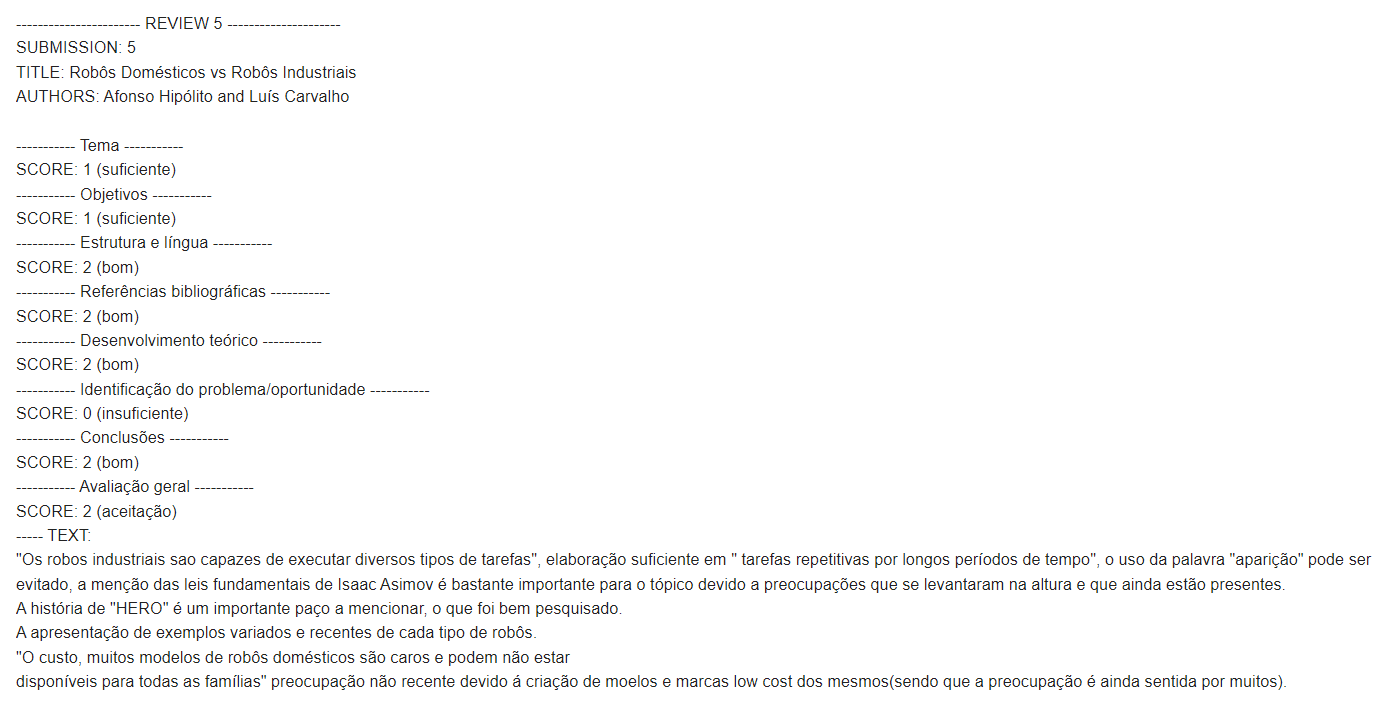 ----------------------- REVIEW 5 ---------------------
SUBMISSION: 5
TITLE: Robôs Domésticos vs Robôs Industriais
AUTHORS: Afonso Hipólito and Luís Carvalho

----------- Tema -----------
SCORE: 1 (suficiente)
----------- Objetivos -----------
SCORE: 1 (suficiente)
----------- Estrutura e língua -----------
SCORE: 2 (bom)
----------- Referências bibliográficas -----------
SCORE: 2 (bom)
----------- Desenvolvimento teórico -----------
SCORE: 2 (bom)
----------- Identificação do problema/oportunidade -----------
SCORE: 0 (insuficiente)
----------- Conclusões -----------
SCORE: 2 (bom)
----------- Avaliação geral -----------
SCORE: 2 (aceitação)
----- TEXT:
"Os robos industriais sao capazes de executar diversos tipos de tarefas", elaboração suficiente em " tarefas repetitivas por longos períodos de tempo", o uso da palavra "aparição" pode ser
evitado, a menção das leis fundamentais de Isaac Asimov é bastante importante para o tópico devido a preocupações que se levantaram na altura e que ainda estão presentes.
A história de "HERO" é um importante paço a mencionar, o que foi bem pesquisado.
A apresentação de exemplos variados e recentes de cada tipo de robôs.
"O custo, muitos modelos de robôs domésticos são caros e podem não estar
disponíveis para todas as famílias" preocupação não recente devido á criação de moelos e marcas low cost dos mesmos(sendo que a preocupação é ainda sentida por muitos).